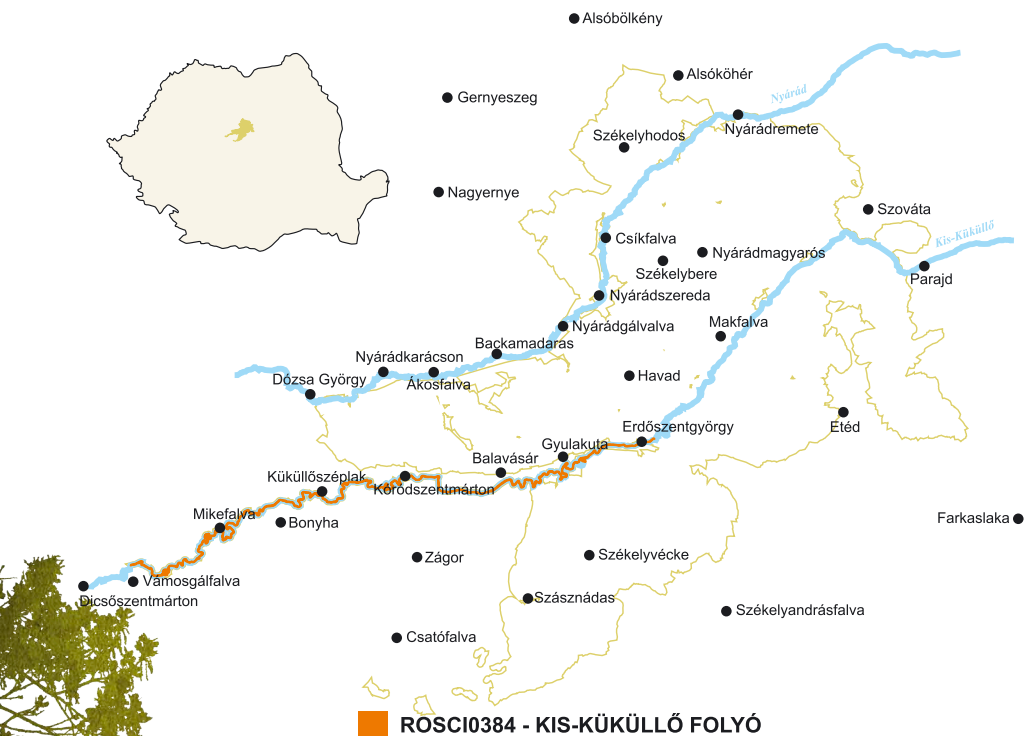 Alsóbölkény
Alsóköhér
Gernyeszeg
Nyárád
Nyárádremete
Székelyhodos
Nagyernye
Szováta
Kis-Küküllő
Csíkfalva
Nyárádmagyarós
Székelybere
Parajd
Nyárádszereda
Nyárádgálvalva
Makfalva
Backamadaras
Nyárádkarácson
Dózsa György
Ákosfalva
Havad
Erdőszentgyörgy
Etéd
Gyulakuta
Balavásár
Küküllőszéplak
Kóródszentmárton
Mikefalva
Bonyha
Farkaslaka
Zágor
Székelyvécke
Vámosgálfalva
Dicsőszentmárton
Szásznádas
Székelyandrásfalva
Csatófalva
ROSCI0384 - KIS-KÜKÜLLŐ FOLYÓ